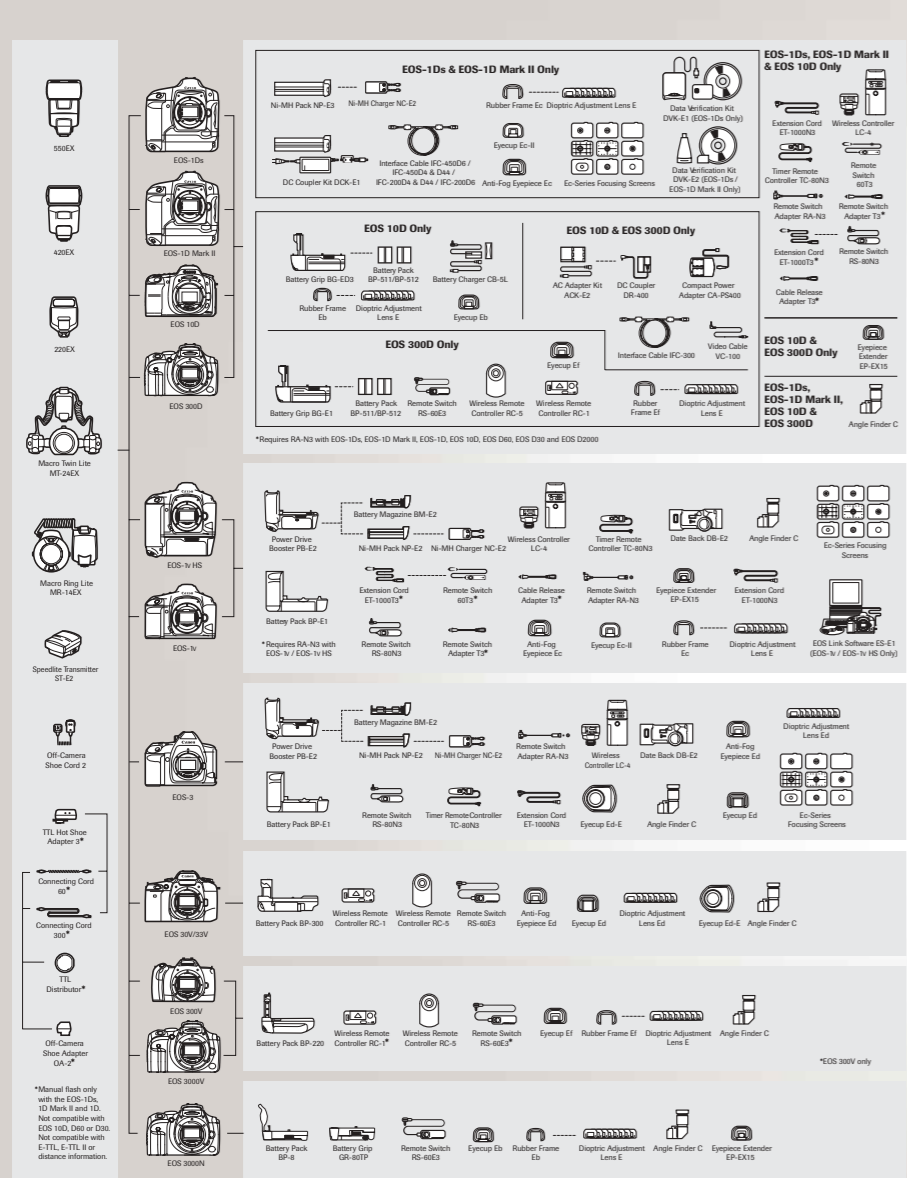 550EX
420EX
220EX
Macro Twin Lite
MT-24EX
Macro Ring Lite
MR-14EX
Speedlite Transmitter
ST-E2
Off-Camera
Shoe Cord 2
TTL Hot Shoe
Adapter 3*
Connecting Cord
60*
Connecting Cord
300*
TTL
Distributor*
Off-Camera
Shoe Adapter
OA-2*
*Manual flash only
with the EOS-1Ds,
1D Mark II and 1D.
Not compatible with
EOS 10D, D60 or D30.
Not compatible with
E-TTL, E-TTL II or
distance information.
EOS-1Ds
EOS-1D Mark II
EOS 10D
EOS 300D
EOS-1v HS
EOS-1v
EOS-3
EOS 30V/33V
EOS 300V
EOS 3000V
EOS 3000N
EOS-1Ds & EOS-1D Mark II Only
Ni-MH Pack NP-E3
Ni-MH Charger NC-E2
Rubber Frame Ec
Dioptric Adjustment Lens E
Data Verification Kit
DVK-E1 (EOS-1Ds Only)
DC Coupler Kit DCK-E1
Interface Cable IFC-450D6 /
IFC-450D4 & D44 /
IFC-200D4 & D44 / IFC-200D6
Eyecup Ec-II
Anti-Fog Eyepiece Ec
Ec-Series Focusing Screens
Data Verification Kit
DVK-E2 (EOS-1Ds /
EOS-1D Mark II Only)
EOS-1Ds, EOS-1D Mark II
& EOS 10D Only
Extension Cord
ET-1000N3
Wireless Controller
LC-4
Timer Remote
Controller TC-80N3
Remote
Switch
60T3
Remote Switch
Adapter RA-N3
Remote Switch
Adapter T3*
Extension Cord
ET-1000T3*
Remote Switch
RS-80N3
Cable Release
Adapter T3*
EOS 10D Only
Battery Grip BG-ED3
Battery Pack
BP-511/BP-512
Battery Charger CB-5L
Rubber Frame
Eb
Dioptric Adjustment
Lens E
Eyecup Eb
EOS 10D & EOS 300D Only
AC Adapter Kit
ACK-E2
DC Coupler
DR-400
Compact Power
Adapter CA-PS400
Interface Cable IFC-300
Video Cable
VC-100
EOS 300D Only
Battery Grip BG-E1
Battery Pack
BP-511/BP-512
Remote Switch
RS-60E3
Wireless Remote
Controller RC-5
Eyecup Ef
Wireless Remote
Controller RC-1
Rubber
Frame Ef
Dioptric Adjustment
Lens E
EOS 10D &
EOS 300D Only
Eyepiece
Extender
EP-EX15
EOS-1Ds,
EOS-1D Mark II,
EOS 10D &
EOS 300D
Angle Finder C
*Requires RA-N3 with EOS-1Ds, EOS-1D Mark II, EOS-1D, EOS 10D, EOS D60, EOS D30 and EOS D2000
Power Drive
Booster PB-E2
Battery Magazine BM-E2
Ni-MH Pack NP-E2
Ni-MH Charger NC-E2
Wireless Controller
LC-4
Timer Remote
Controller TC-80N3
Date Back DB-E2
Angle Finder C
Ec-Series Focusing
Screens
Battery Pack BP-E1
Extension Cord
ET-1000T3*
Remote Switch
60T3*
Cable Release
Adapter T3*
Remote Switch
Adapter RA-N3
Eyepiece Extender
EP-EX15
Extension Cord
ET-1000N3
*Requires RA-N3 with
EOS-1v / EOS-1v HS
Remote Switch
RS-80N3
Remote Switch
Adapter T3*
Anti-Fog
Eyepiece Ec
Eyecup Ec-II
Rubber Frame
Ec
Dioptric Adjustment
Lens E
EOS Link Software ES-E1
(EOS-1v / EOS-1v HS Only)
Power Drive
Booster PB-E2
Battery Magazine BM-E2
Ni-MH Pack NP-E2
Ni-MH Charger NC-E2
Remote Switch
Adapter RA-N3
Wireless
Controller LC-4
Date Back DB-E2
Anti-Fog
Eyepiece Ed
Dioptric Adjustment
Lens Ed
Battery Pack BP-E1
Remote Switch
RS-80N3
Timer RemoteController
TC-80N3
Extension Cord
ET-1000N3
Eyecup Ed-E
Angle Finder C
Eyecup Ed
Ec-Series
Focusing Screens
Battery Pack BP-300
Wireless Remote
Controller RC-1
Wireless Remote
Controller RC-5
Remote Switch
RS-60E3
Anti-Fog
Eyepiece Ed
Eyecup Ed
Dioptric Adjustment
Lens Ed
Eyecup Ed-E
Angle Finder C
Battery Pack BP-220
Wireless Remote
Controller RC-1*
Wireless Remote
Controller RC-5
Remote Switch
RS-60E3*
Eyecup Ef
Rubber Frame Ef
Dioptric Adjustment
Lens E
Angle Finder C
*EOS 300V only
Battery Pack
BP-8
Battery Grip
GR-80TP
Remote Switch
RS-60E3
Eyecup Eb
Rubber Frame
Eb
Dioptric Adjustment
Lens E
Angle Finder C
Eyepiece Extender
EP-EX15